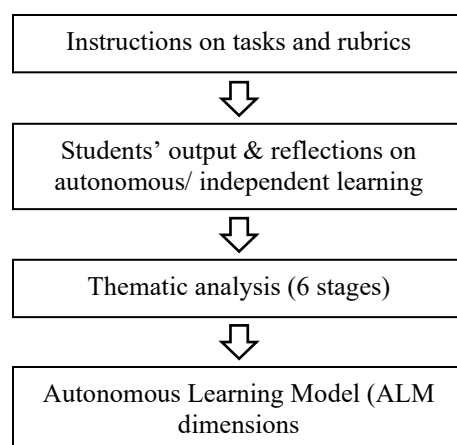 Instructions on tasks and rubrics
Students’ output & reflections on
autonomous/ independent learning
Thematic analysis (6 stages)
Autonomous Learning Model (ALM
dimensions